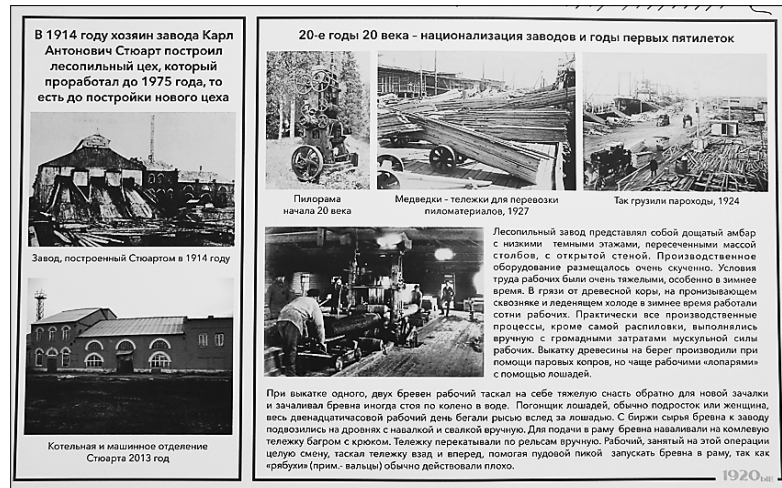 В 1914 году хозяин завода Карл
Антонович Стюарт построил
лесопильный цех, который
проработал до 1975 года, то
есть до постройки нового цеха
Завод, построенный Стюартом в 1914 году
Котельная и машинное отделение
Стюарта 2013 год
20-е годы 20 века – национализация заводов и годы первых пятилеток
Пилорама
начала 20 века
Медведки – тележки для перевозки
пиломатериалов, 1927
Так грузили пароходы, 1924
Лесопильный завод представлял собой дощатый амбар
с низкими темными этажами, пересеченными массой
столбов, с открытой стеной. Производственное
оборудование размещалось очень скученно. Условия
труда рабочих были очень тяжелыми, особенно в зимнее
время. В грязи от древесной коры, на пронизывающем
сквозняке и леденящем холоде в зимнее время работали
сотни рабочих. Практически все производственные
процессы, кроме самой распиловки, выполнялись
вручную с громадными затратами мускульной силы
рабочих. Выкатку древесины на берег производили при
помощи паровых копров, но чаще рабочими «лопарями»
с помощью лошадей.
При выкатке одного, двух бревен рабочий таскал на себе тяжелую снасть обратно для новой зачалки
и зачаливал бревна иногда стоя по колено в воде. Погонщик лошадей, обычно подросток или женщина,
весь двенадцатичасовой рабочий день бегали рысью вслед за лошадью. С биржи сырья бревна к заводу
подвозились на дровнях с навалкой и свалкой вручную. Для подачи в раму бревна наваливали на комлевую
тележку багром с крюком. Тележку перекатывали по рельсам вручную. Рабочий, занятый на этой операции
целую смену, таскал тележку взад и вперед, помогая пудовой пикой запускать бревна в раму, так как
«рябухи» (прим.- вальцы) обычно действовали плохо.
1920ые